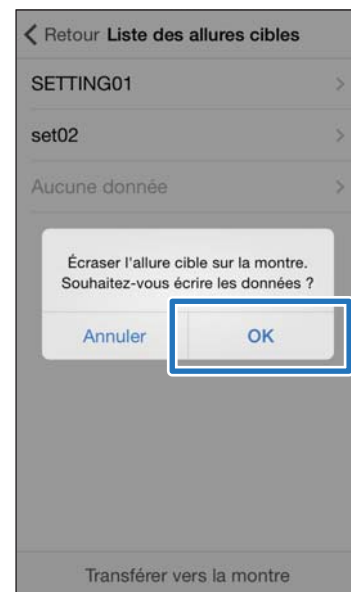 Retour Liste des allures cibles
SETTING01
set02
Aucune donnée
Écraser l'allure cible sur la montre.
Souhaitez-vous écrire les données ?
Annuler OK
Transférer vers la montre